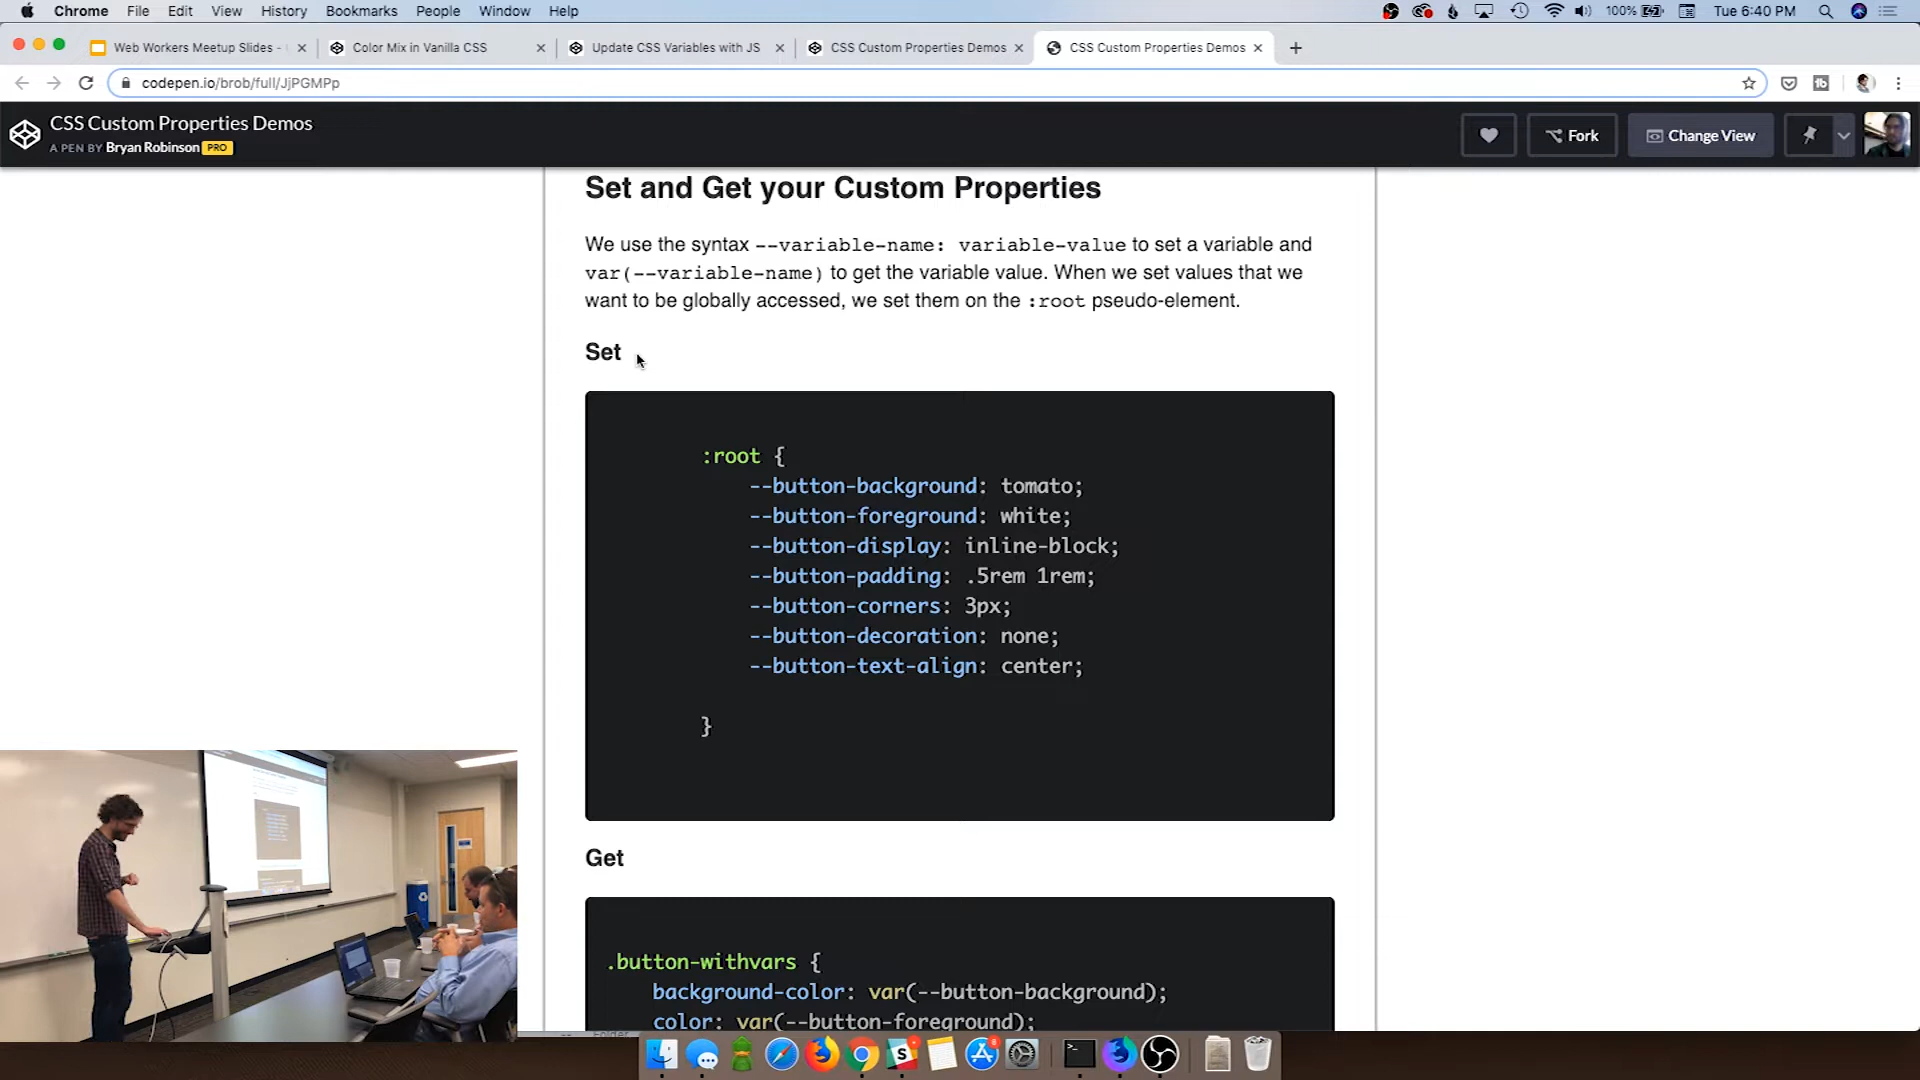 Chrome File Edit View History Bookmarks People Window Help
100% Tue 6:40 PM
Web Workers Meetup Slides -
Color Mix in Vanilla CSS
Update CSS Variables with JS
CSS Custom Properties Demos
CSS Custom Properties Demos
codepen.io/brob/full/JjPGMPp
CSS Custom Properties Demos
A PEN BY Bryan Robinson PRO
Fork
Change View
Set and Get your Custom Properties
We use the syntax --variable-name: variable-value to set a variable and
var(--variable-name) to get the variable value. When we set values that we
want to be globally accessed, we set them on the :root pseudo-element.
Set
:root {
--button-background: tomato;
--button-foreground: white;
--button-display: inline-block;
--button-padding: .5rem 1rem;
--button-corners: 3px;
--button-decoration: none;
--button-text-align: center;
}
Get
.button-withvars {
background-color: var(--button-background);
color: var(--button-foreground);